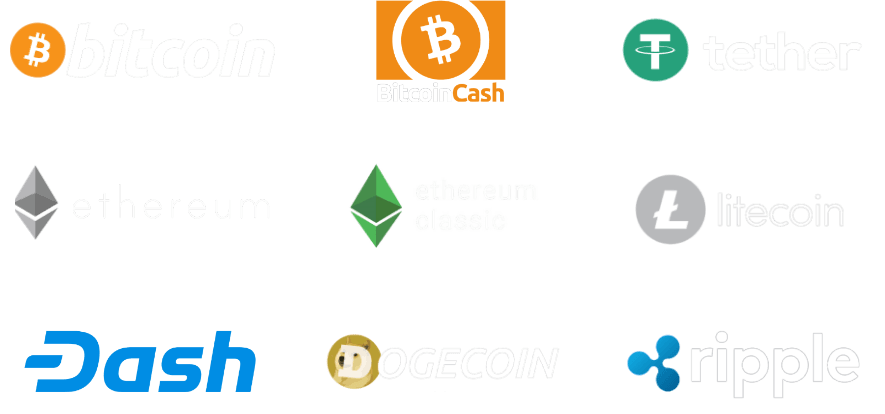 bitcoin
BitcoinCash
tether
ethereum
ethereum
classic
litecoin
Dash
DOGECOIN
ripple